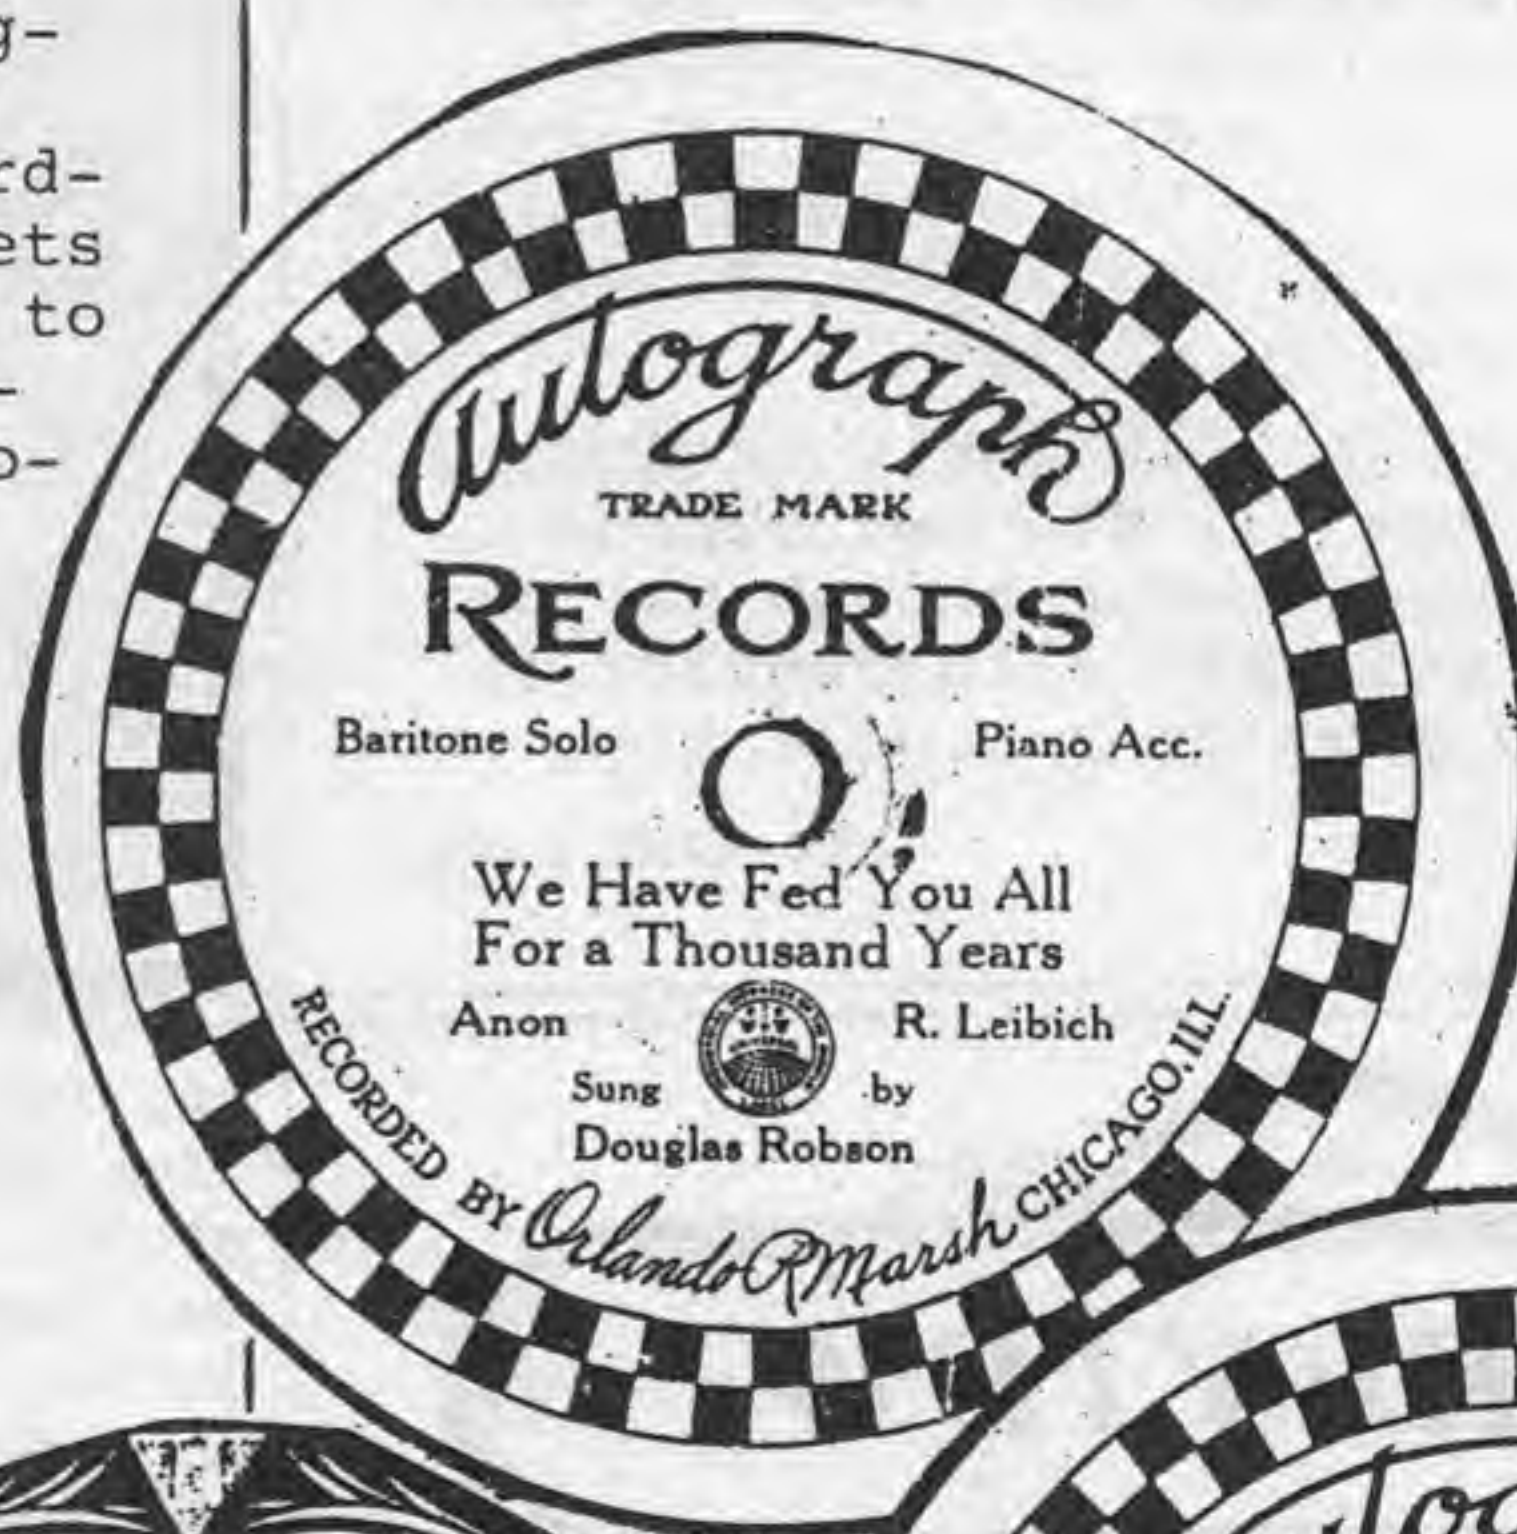 g-
rd-
ets
to
-
o-
Autograph
TRADE MARK
RECORDS
Baritone Solo Piano Acc.
We Have Fed You All
For a Thousand Years
Anon R. Leibich
Sung by
Douglas Robson
RECORDED BY Orlando R Marsh CHICAGO, ILL.